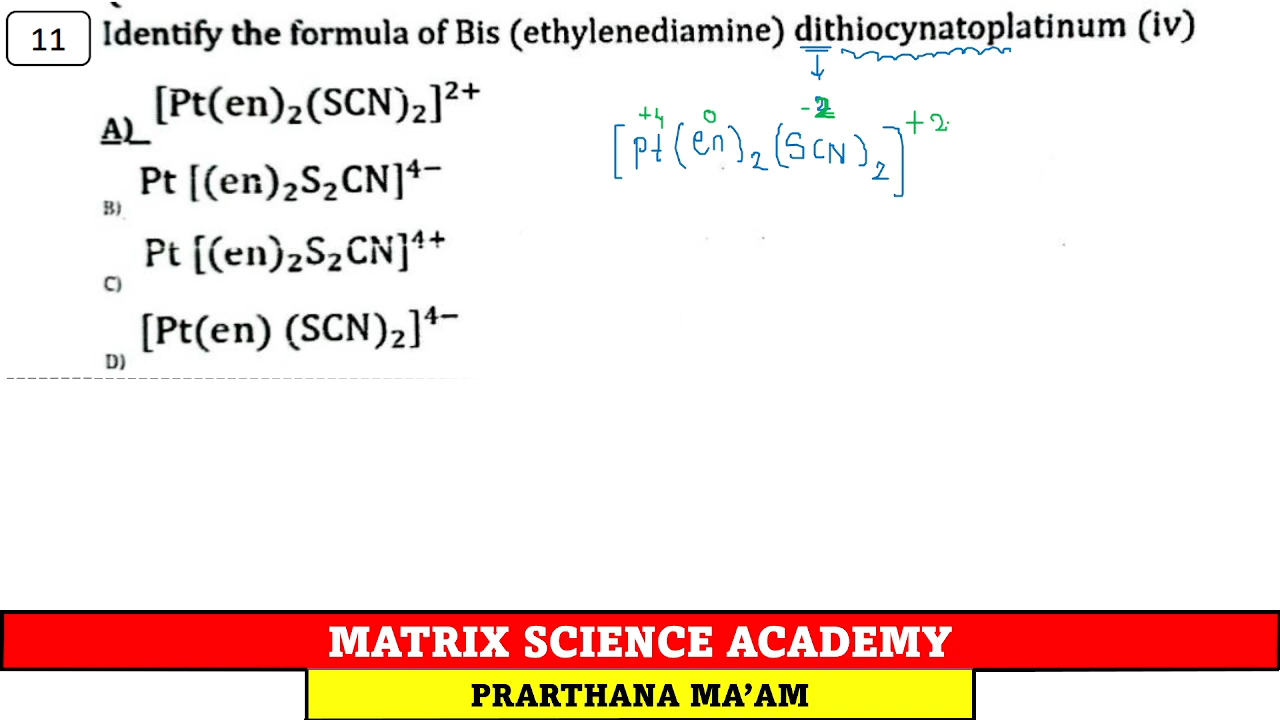 11
Identify the formula of Bis (ethylenediamine) dithiocynatoplatinum (iv)
A) [Pt(en)₂(SCN)₂]²⁺
B) Pt [(en)₂S₂CN]⁴⁻
C) Pt [(en)₂S₂CN]⁴⁺
D) [Pt(en) (SCN)₂]⁴⁻
+4 0 -2
[pt(en)₂(SCN)₂]⁺²
MATRIX SCIENCE ACADEMY
PRARTHANA MA’AM